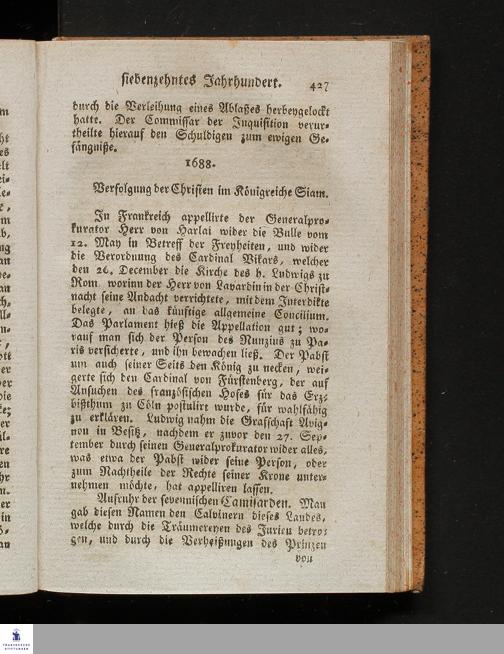 siebenzehntes Jahrhundert. 427
durch die Verleihung eines Ablaßes herbeygelockt
hatte. Der Commissar der Inquisition verur-
theilte hierauf den Schuldigen zum ewigen Ge-
fängniße.
1688.
Verfolgung der Christen im Königreiche Siam.
In Frankreich appellirte der Generalpro-
kurator Herr von Harlai wider die Bulle vom
12. May in Betreff der Freyheiten, und wider
die Verordnung des Cardinal Vikars, welcher
den 26. December die Kirche des h. Ludwigs zu
Rom, worinn der Herr von Lavardin in der Christ-
nacht seine Andacht verrichtete, mit dem Interdikte
belegte, an das künftige allgemeine Concilium.
Das Parlament hieß die Appellation gut; wo-
rauf man sich der Person des Nunzius zu Pa-
ris versicherte, und ihn bewachen ließ. Der Pabst
um auch seiner Seits den König zu necken, wei-
gerte sich den Cardinal von Fürstenberg, der auf
Ansuchen des französischen Hofes für das Erz-
bißthum zu Cöln postulirt wurde, für wahlfähig
zu erklären. Ludwig nahm die Grafschaft Avig-
non in Besitz, nachdem er zuvor den 27. Sep-
tember durch seinen Generalprokurator wider alles,
was etwa der Pabst wider seine Person, oder
zum Nachtheile der Rechte seiner Krone unter-
nehmen möchte, hat appelliren lassen.
Aufruhr der sevennischen Camisarden. Man
gab diesen Namen den Calvinern dieses Landes,
welche durch die Träumereyen des Jurieu betro-
gen, und durch die Verheißungen des Prinzen
von
FRANCKESCHE
STIFTUNGEN